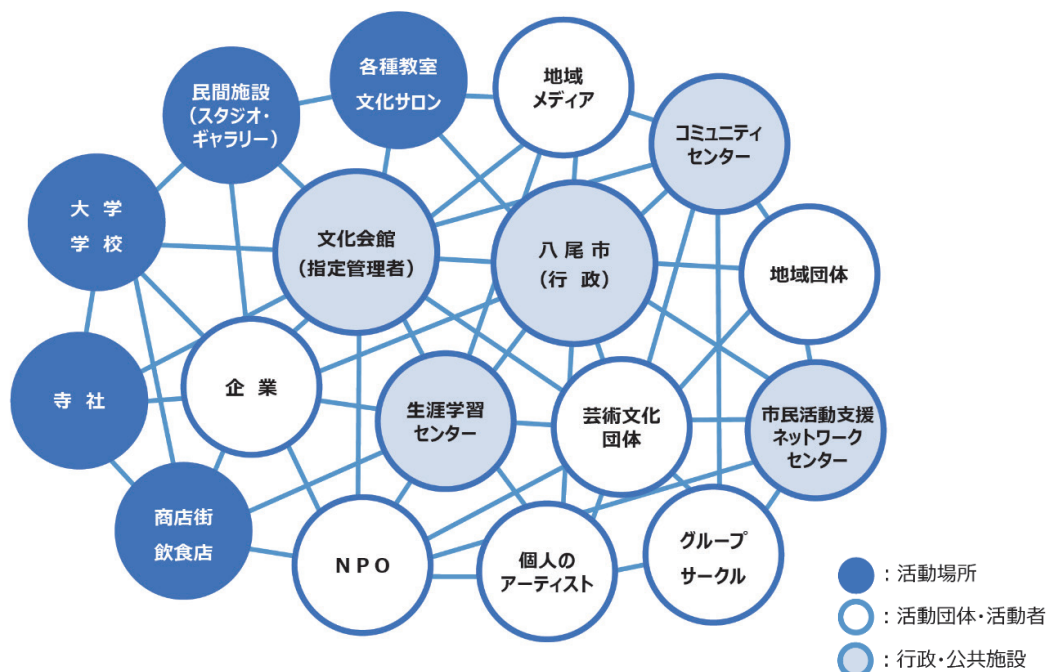 各種教室
文化サロン
地域
メディア
民間施設
（スタジオ・
ギャラリー）
コミュニティ
センター
大 学
学 校
文化会館
（指定管理者）
八 尾 市
（行 政）
地域団体
寺 社
企 業
生涯学習
センター
芸術文化
団体
市民活動支援
ネットワーク
センター
商店街
飲食店
N P O
個人の
アーティスト
グループ
サークル
：活動場所
：活動団体・活動者
：行政・公共施設